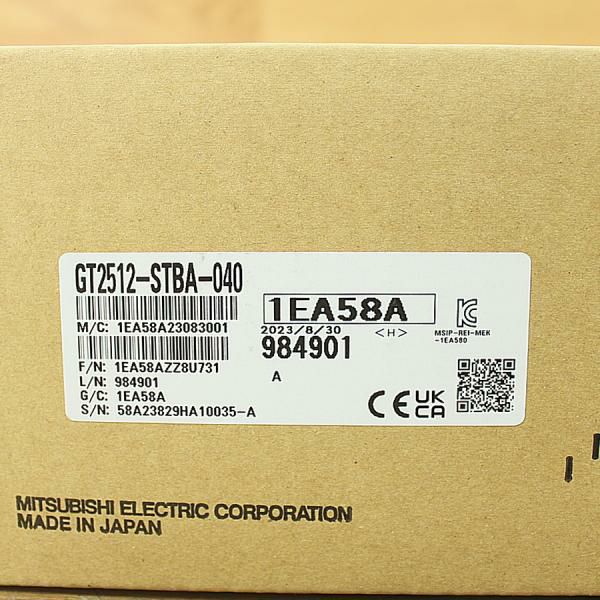 GT2512-STBA-040
M/C: 1EA58A23083001
F/N: 1EA58AZZ8U731
L/N: 984901
G/C: 1EA58A
S/N: 58A23829HA10035-A
1EA58A
2023/8/30 <H>
984901
A
MSIP-REI-MEK
-1EA580
CE UK
CA
MITSUBISHI ELECTRIC CORPORATION
MADE IN JAPAN